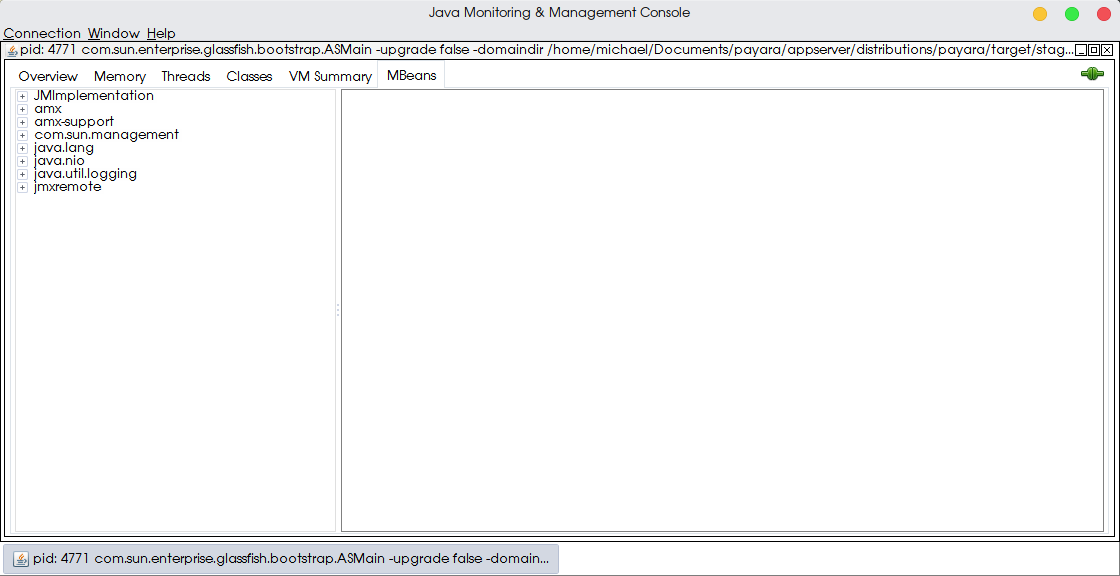 Java Monitoring & Management Console
Connection Window Help
pid: 4771 com.sun.enterprise.glassfish.bootstrap.ASMain -upgrade false -domaindir /home/michael/Documents/payara/appserver/distributions/payara/target/stag...
Overview Memory Threads Classes VM Summary MBeans
JMImplementation
amx
amx-support
com.sun.management
java.lang
java.nio
java.util.logging
jmxremote
pid: 4771 com.sun.enterprise.glassfish.bootstrap.ASMain -upgrade false -domain...